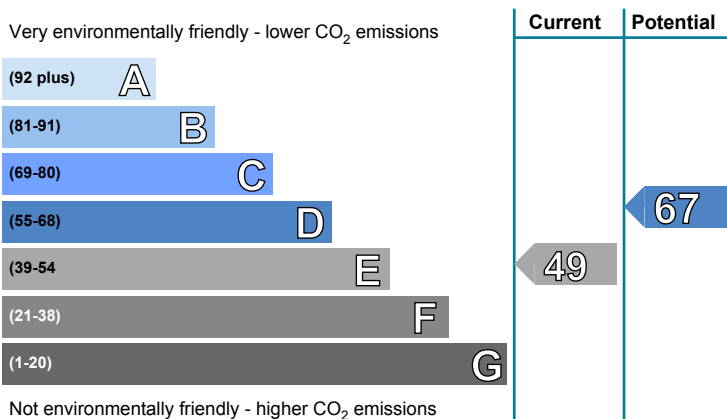 Current Potential
Very environmentally friendly - lower CO2 emissions
(92 plus) A
(81-91) B
(69-80) C
(55-68) D 67
(39-54 E 49
(21-38) F
(1-20) G
Not environmentally friendly - higher CO2 emissions